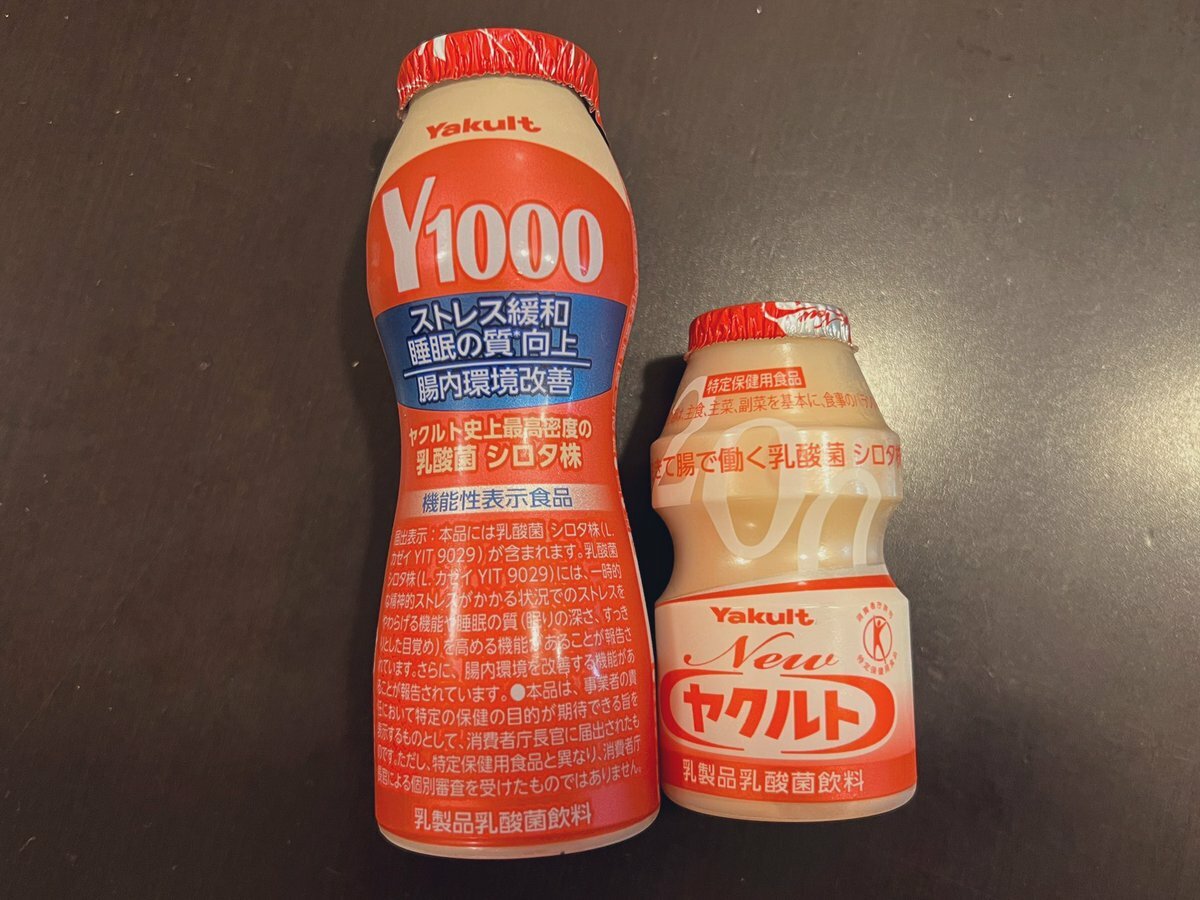 Yakult
Y1000
ストレス緩和
睡眠の質*向上
腸内環境改善
ヤクルト史上最高密度の
乳酸菌 シロタ株
機能性表示食品
届出表示:本品には乳酸菌 シロタ株(L.
カゼイ YIT 9029)が含まれます。乳酸菌
シロタ株(L. カゼイ YIT 9029)には、一時的
な精神的ストレスがかかる状況でのストレスを
やわらげる機能や睡眠の質(眠りの深さ、すっき
りとした目覚め)を高める機能があることが報告さ
れています。さらに、腸内環境を改善する機能があ
ることが報告されています。●本品は、事業者の責
任において特定の保健の目的が期待できる旨を
表示するものとして、消費者庁長官に届出されたも
のです。ただし、特定保健用食品と異なり、消費者庁
長官による個別審査を受けたものではありません。
乳製品乳酸菌飲料
特定保健用食品
主食、主菜、副菜を基本に、食事のバラン
きて腸で働く乳酸菌 シロタ株
Yakult
New
ヤクルト
消費者庁許可
特定保健用食品
乳製品乳酸菌飲料